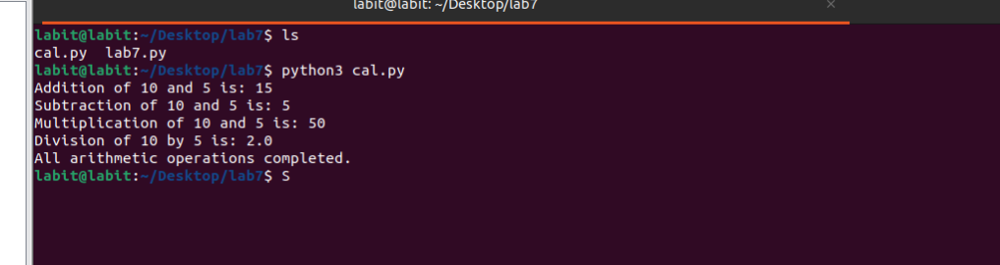 labit@labit: ~/Desktop/lab7
labit@labit:~/Desktop/lab7$ ls
cal.py  lab7.py
labit@labit:~/Desktop/lab7$ python3 cal.py
Addition of 10 and 5 is: 15
Subtraction of 10 and 5 is: 5
Multiplication of 10 and 5 is: 50
Division of 10 by 5 is: 2.0
All arithmetic operations completed.
labit@labit:~/Desktop/lab7$ S